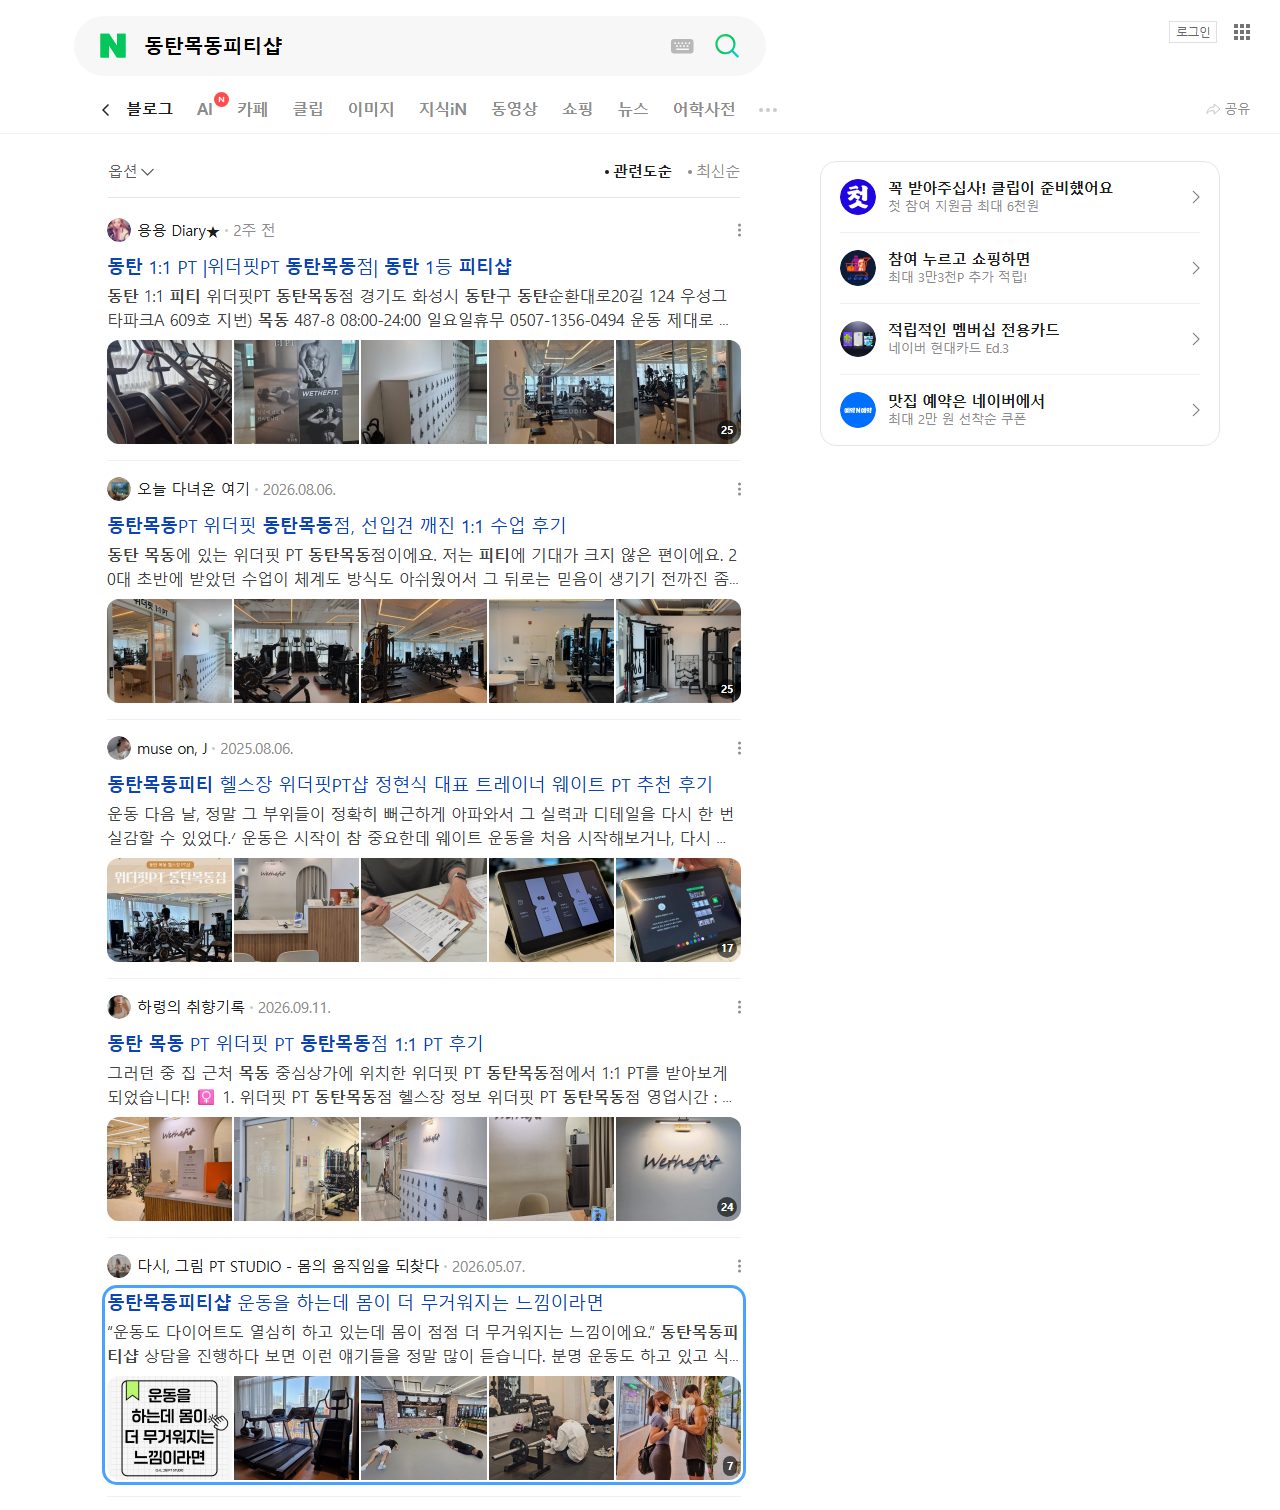 동탄목동피티샵
로그인
블로그 AI N 카페 클립 이미지 지식iN 동영상 쇼핑 뉴스 어학사전
공유
옵션
• 관련도순 • 최신순
용용 Diary★ · 2주 전
동탄 1:1 PT |위더핏PT 동탄목동점| 동탄 1등 피티샵
동탄 1:1 피티 위더핏PT 동탄목동점 경기도 화성시 동탄구 동탄순환대로20길 124 우성그
타파크A 609호 지번) 목동 487-8 08:00-24:00 일요일휴무 0507-1356-0494 운동 제대로 ...
WETHEFIT.
25
오늘 다녀온 여기 · 2026.08.06.
동탄목동PT 위더핏 동탄목동점, 선입견 깨진 1:1 수업 후기
동탄 목동에 있는 위더핏 PT 동탄목동점이에요. 저는 피티에 기대가 크지 않은 편이에요. 2
0대 초반에 받았던 수업이 체계도 방식도 아쉬웠어서 그 뒤로는 믿음이 생기기 전까진 좀...
위더핏 1:1 PT
25
muse on, J · 2025.08.06.
동탄목동피티 헬스장 위더핏PT샵 정현식 대표 트레이너 웨이트 PT 추천 후기
운동 다음 날, 정말 그 부위들이 정확히 뻐근하게 아파와서 그 실력과 디테일을 다시 한 번
실감할 수 있었다.ᐟ 운동은 시작이 참 중요한데 웨이트 운동을 처음 시작해보거나, 다시 ...
동탄 목동 헬스장 PT샵
위더핏PT 동탄목동점
Wethefit
17
하령의 취향기록 · 2026.09.11.
동탄 목동 PT 위더핏 PT 동탄목동점 1:1 PT 후기
그러던 중 집 근처 목동 중심상가에 위치한 위더핏 PT 동탄목동점에서 1:1 PT를 받아보게
되었습니다! ♀ 1. 위더핏 PT 동탄목동점 헬스장 정보 위더핏 PT 동탄목동점 영업시간 : ...
Wethefit
Wethefit
Wethefit
24
다시, 그림 PT STUDIO - 몸의 움직임을 되찾다 · 2026.05.07.
동탄목동피티샵 운동을 하는데 몸이 더 무거워지는 느낌이라면
“운동도 다이어트도 열심히 하고 있는데 몸이 점점 더 무거워지는 느낌이에요.” 동탄목동피
티샵 상담을 진행하다 보면 이런 얘기들을 정말 많이 듣습니다. 분명 운동도 하고 있고 식...
운동을
하는데 몸이
더 무거워지는
느낌이라면
7
첫
꼭 받아주십사! 클립이 준비했어요
첫 참여 지원금 최대 6천원
참여 누르고 쇼핑하면
최대 3만3천P 추가 적립!
적립적인 멤버십 전용카드
네이버 현대카드 Ed.3
맛집 예약은 네이버에서
최대 2만 원 선착순 쿠폰